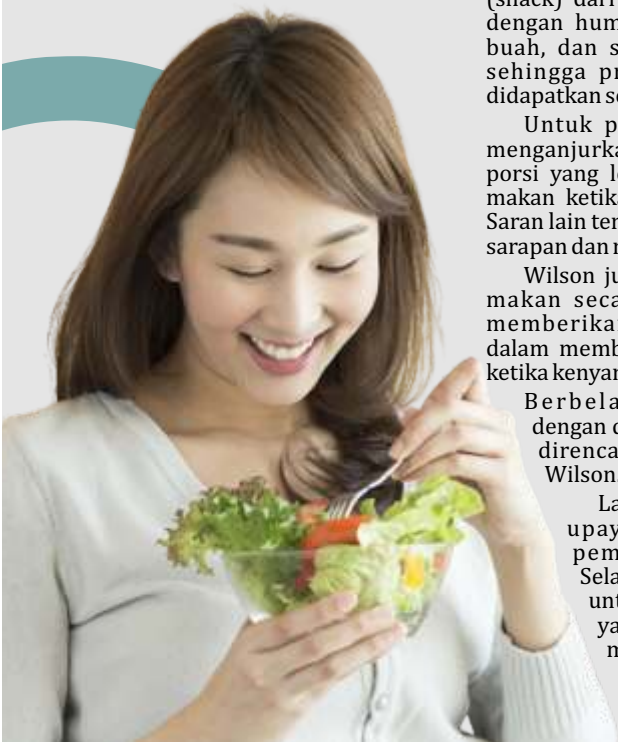 (snack) dari
dengan hum
buah, dan s
sehingga pr
didapatkan se
Untuk p
menganjurka
porsi yang le
makan ketik
Saran lain ter
sarapan dan
Wilson ju
makan seca
memberika
dalam memb
ketika kenyan
Berbela
dengan
direnca
Wilson
La
upay
pem
Sela
unt
ya
m